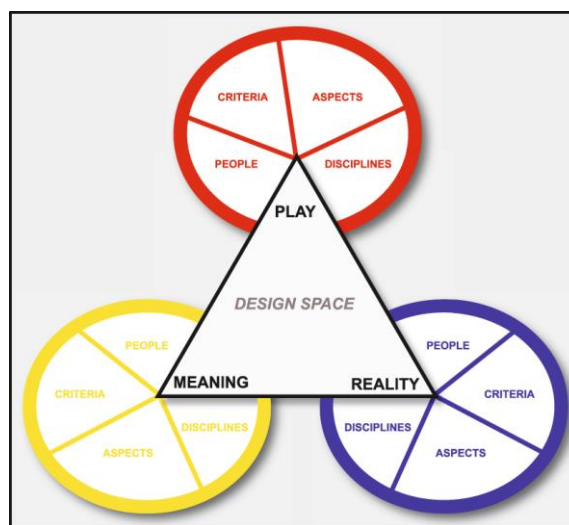 CRITERIA ASPECTS
PEOPLE DISCIPLINES
PLAY
DESIGN SPACE
PEOPLE
CRITERIA
ASPECTS
DISCIPLINES
MEANING
REALITY
PEOPLE
CRITERIA
DISCIPLINES
ASPECTS